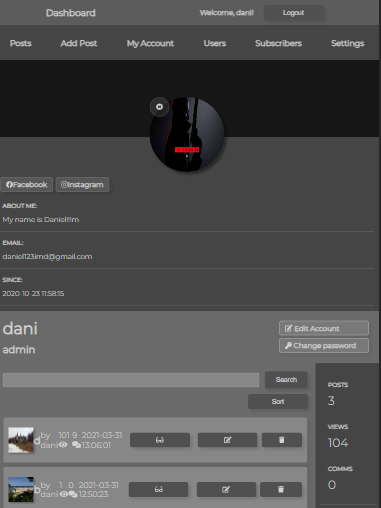 Dashboard Welcome, dani! Logout
Posts Add Post My Account Users Subscribers Settings
Facebook Instagram
ABOUT ME:
My name is Daniel!!m
EMAIL:
daniel123imd@gmail.com
SINCE:
2020-10-23 11:58:15
dani
admin
Edit Account
Change password
Search
Sort
d by dani 101 9 2021-03-31 13:06:01
b by dani 1 0 2021-03-31 12:50:23
POSTS
3
VIEWS
104
COMMS
0